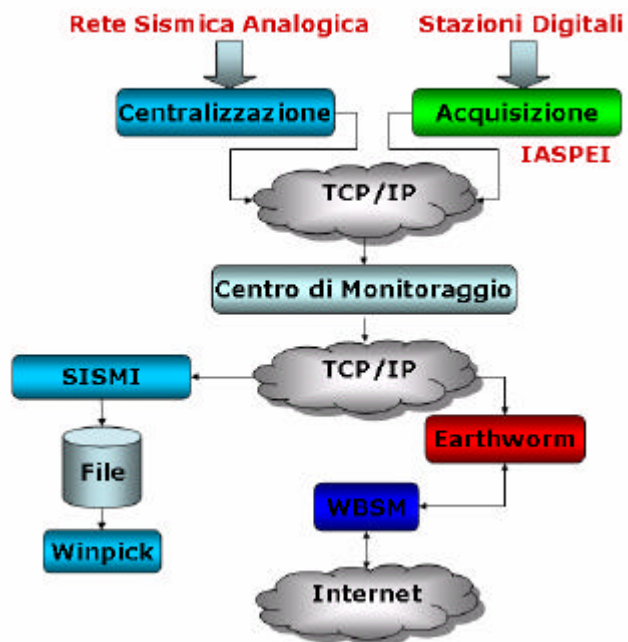 Rete Sismica Analogica
Stazioni Digitali
Centralizzazione
Acquisizione
IASPEI
TCP/IP
Centro di Monitoraggio
TCP/IP
SISMI
Earthworm
File
WBSM
Winpick
Internet